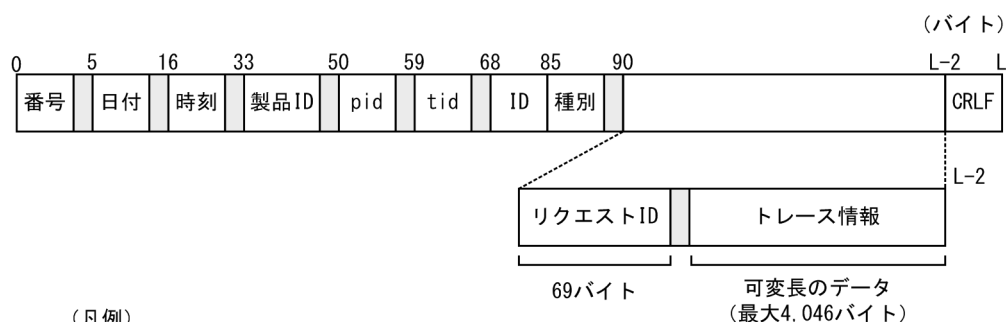 (バイト)
0 5 16 33 50 59 68 85 90 L-2 L
番号 日付 時刻 製品ID pid tid ID 種別 CRLF
L-2
リクエストID トレース情報
69バイト 可変長のデータ
(最大4,046バイト)
(凡例)